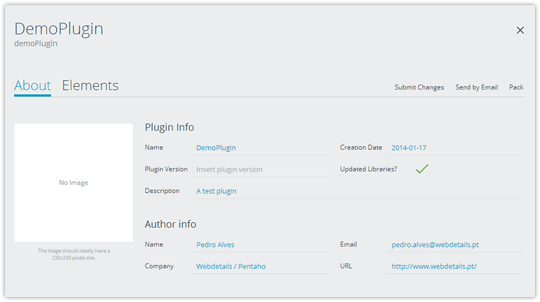 DemoPlugin
demoPlugin
About Elements Submit Changes Send by Email Pack
Plugin Info
Name DemoPlugin Creation Date 2014-01-17
Plugin Version Insert plugin version Updated Libraries?
No Image
Description A test plugin
Author info
Name Pedro Alves Email pedro.alves@webdetails.pt
The image should ideally have a
230x230 pixels size.
Company Webdetails / Pentaho URL http://www.webdetails.pt/